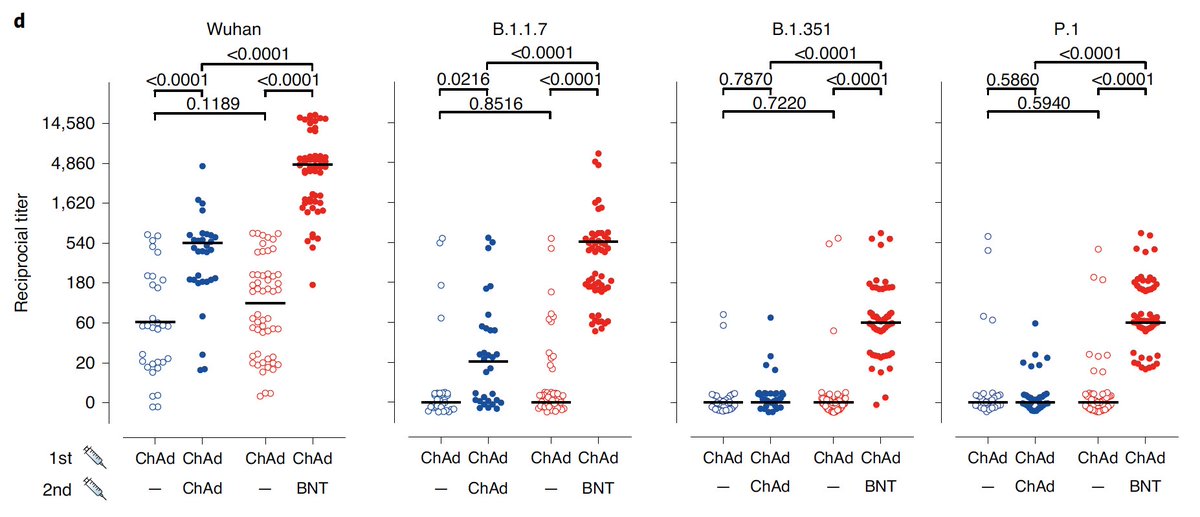 d
Wuhan B.1.1.7 B.1.351 P.1
<0.0001 <0.0001 <0.0001 <0.0001
<0.0001 <0.0001 0.0216 <0.0001 0.7870 <0.0001 0.5860 <0.0001
0.1189 0.8516 0.7220 0.5940
Reciprocial titer
14,580
4,860
1,620
540
180
60
20
0
1st ChAd ChAd ChAd ChAd ChAd ChAd ChAd ChAd ChAd ChAd ChAd ChAd ChAd ChAd ChAd ChAd
2nd – ChAd – BNT – ChAd – BNT – ChAd – BNT – ChAd – BNT